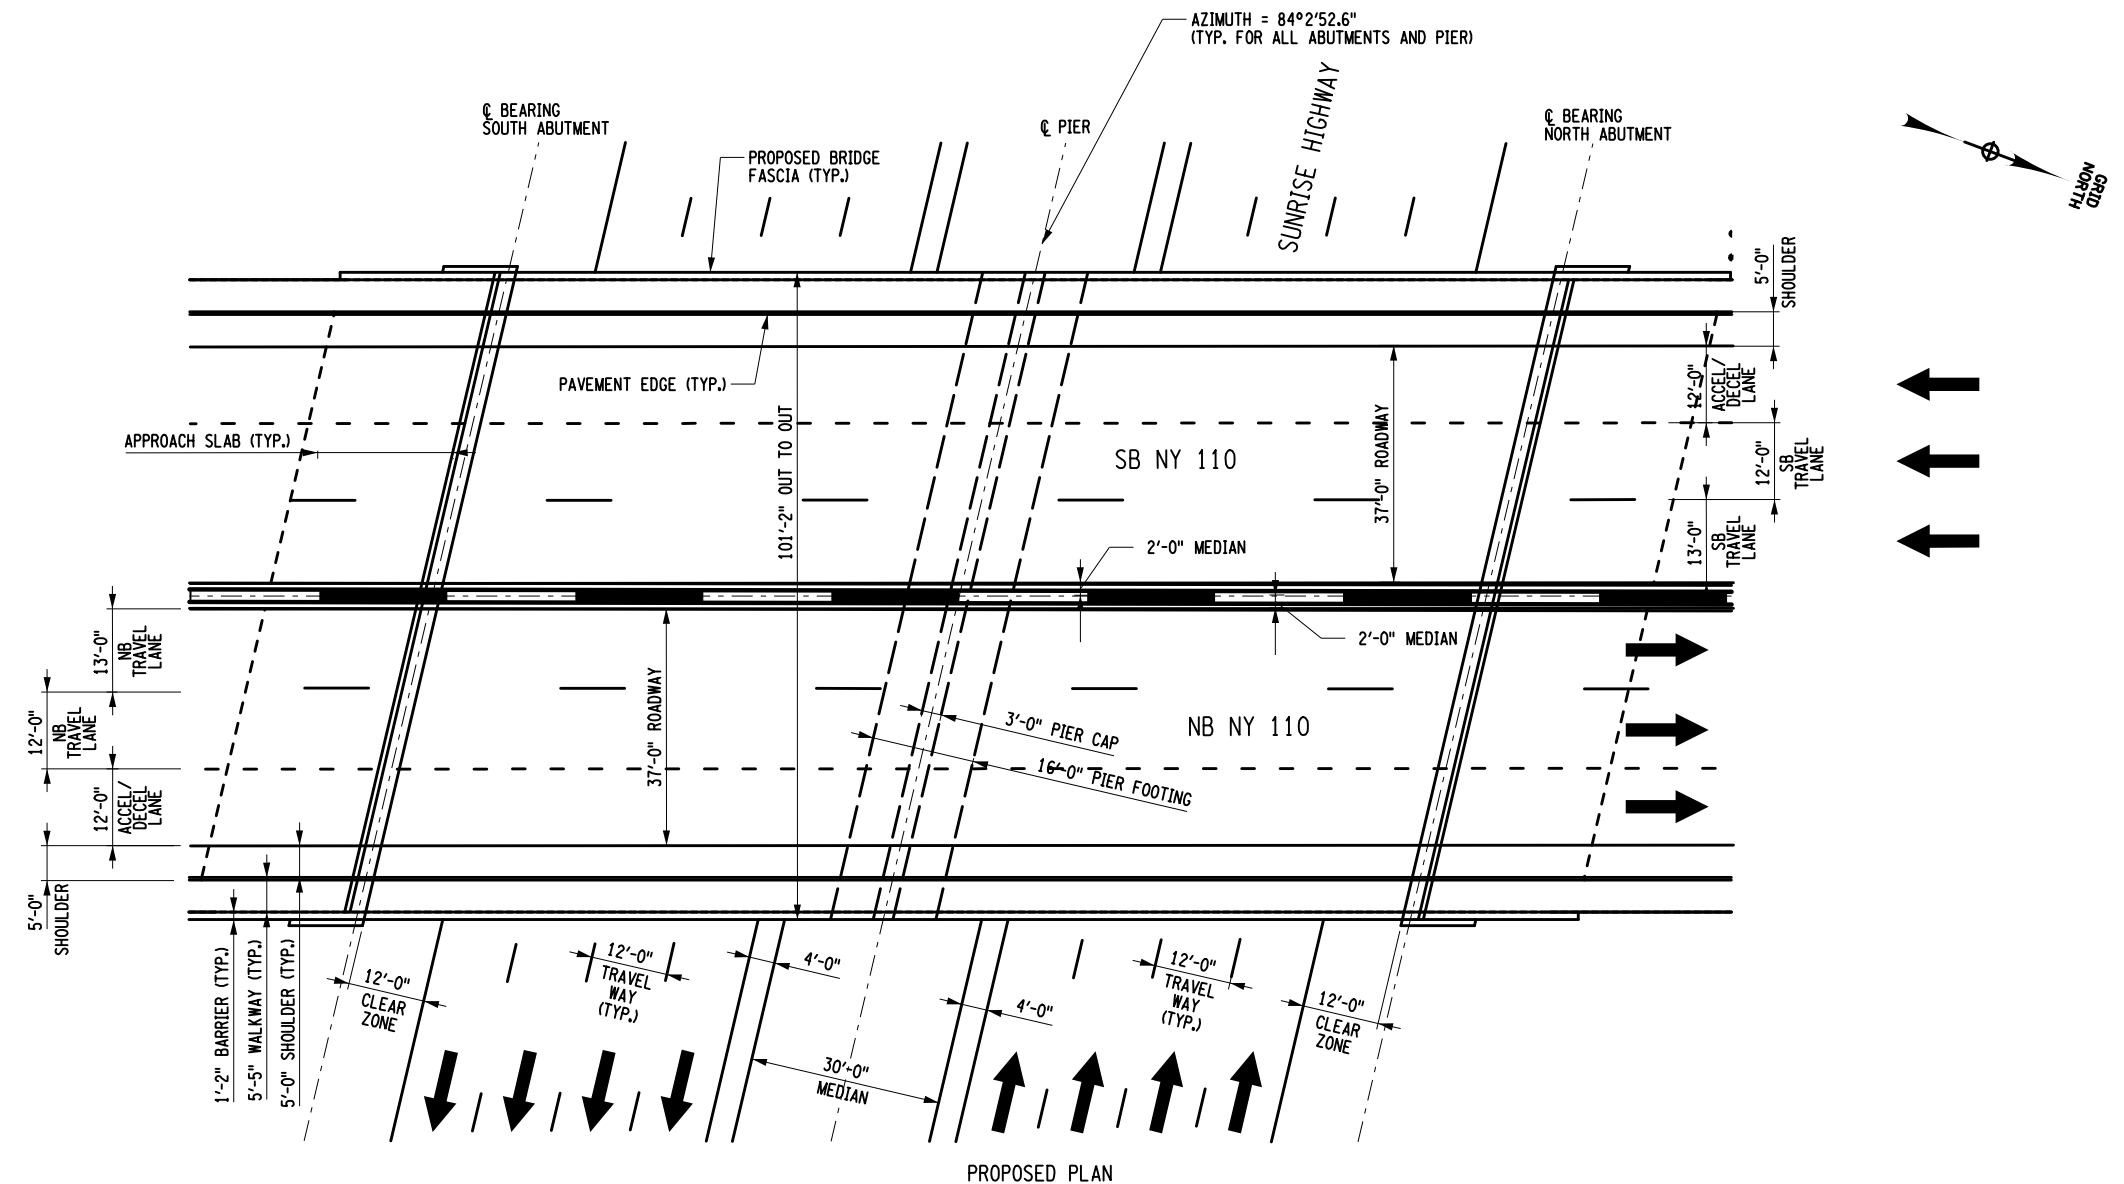 AZIMUTH = 84°2'52.6"
(TYP. FOR ALL ABUTMENTS AND PIER)
SUNRISE HIGHWAY
℄ BEARING
SOUTH ABUTMENT
℄ PIER
℄ BEARING
NORTH ABUTMENT
GRID
NORTH
PROPOSED BRIDGE
FASCIA (TYP.)
5'-0"
SHOULDER
PAVEMENT EDGE (TYP.)
12'-0"
ACCEL/
DECEL
LANE
APPROACH SLAB (TYP.)
101'-2" OUT TO OUT
SB NY 110
37'-0" ROADWAY
12'-0"
SB
TRAVEL
LANE
13'-0"
SB
TRAVEL
LANE
2'-0" MEDIAN
2'-0" MEDIAN
13'-0"
NB
TRAVEL
LANE
12'-0"
NB
TRAVEL
LANE
37'-0" ROADWAY
3'-0" PIER CAP
NB NY 110
16'-0" PIER FOOTING
12'-0"
ACCEL/
DECEL
LANE
5'-0"
SHOULDER
1'-2" BARRIER (TYP.)
5'-5" WALKWAY (TYP.)
5'-0" SHOULDER (TYP.)
12'-0"
CLEAR
ZONE
12'-0"
TRAVEL
WAY
(TYP.)
4'-0"
4'-0"
12'-0"
TRAVEL
WAY
(TYP.)
12'-0"
CLEAR
ZONE
30'-0"
MEDIAN
PROPOSED PLAN